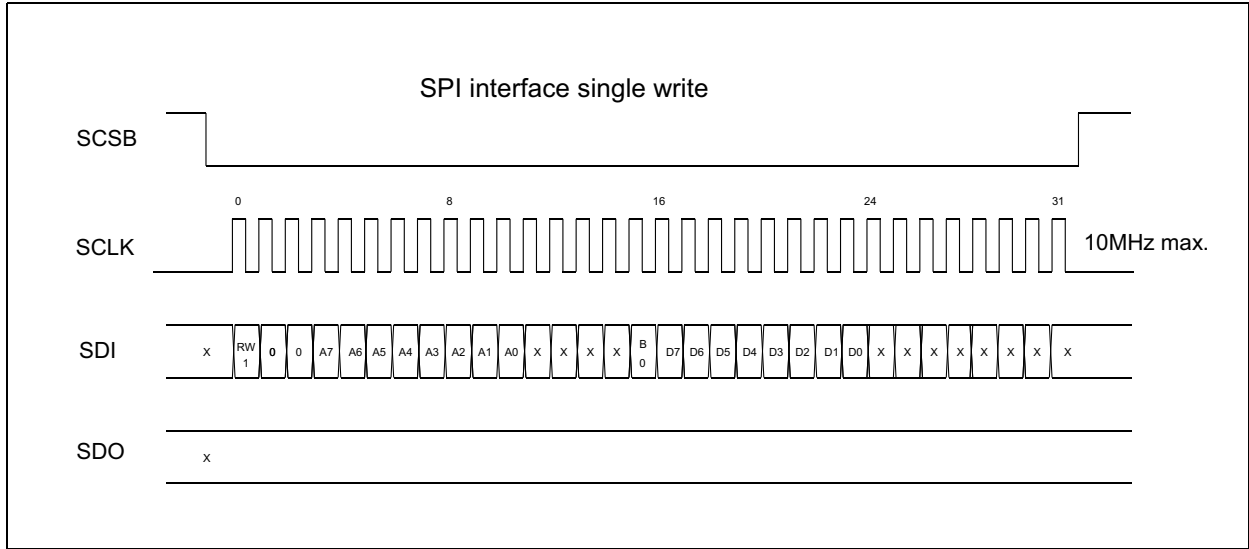 SPI interface single write
SCSB
0 8 16 24 31
SCLK
10MHz max.
SDI
X RW 0 0 A7 A6 A5 A4 A3 A2 A1 A0 X X X X B D7 D6 D5 D4 D3 D2 D1 D0 X X X X X X X X
1 0
SDO
X